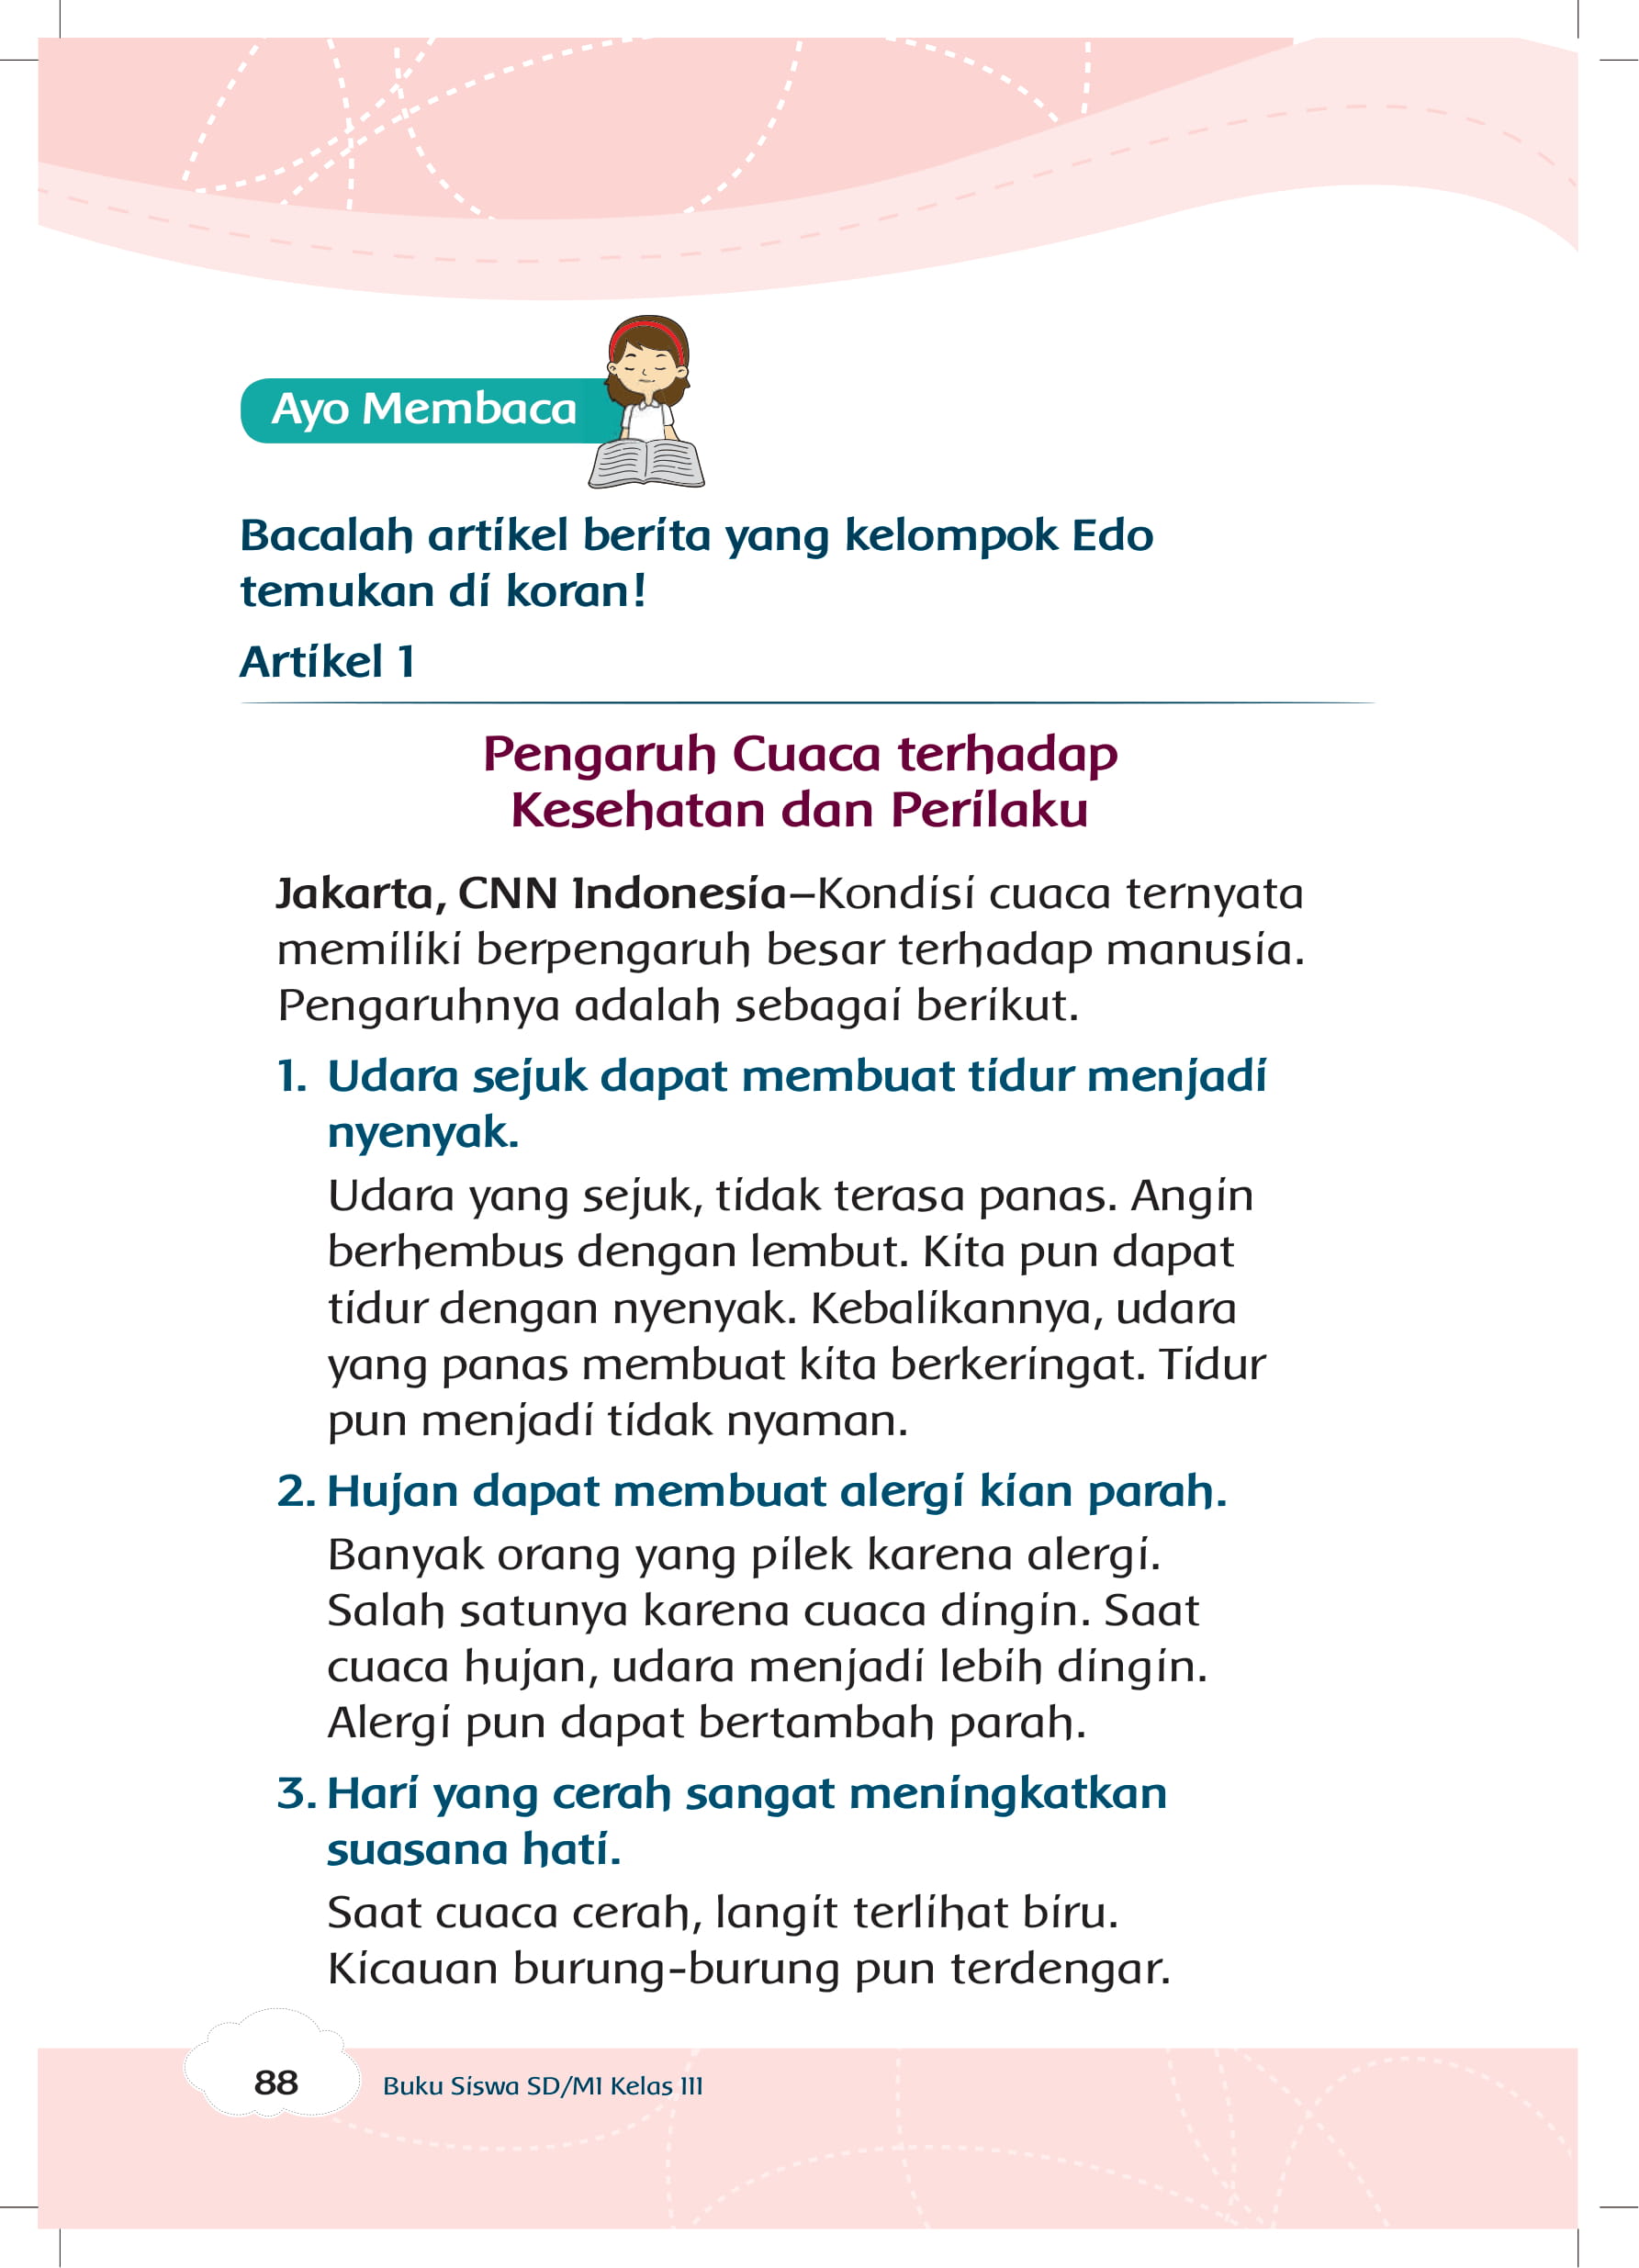 Ayo Membaca
Bacalah artikel berita yang kelompok Edo
temukan di koran!
Artikel 1
Pengaruh Cuaca terhadap
Kesehatan dan Perilaku
Jakarta, CNN Indonesia–Kondisi cuaca ternyata
memiliki berpengaruh besar terhadap manusia.
Pengaruhnya adalah sebagai berikut.
1. Udara sejuk dapat membuat tidur menjadi
nyenyak.
Udara yang sejuk, tidak terasa panas. Angin
berhembus dengan lembut. Kita pun dapat
tidur dengan nyenyak. Kebalikannya, udara
yang panas membuat kita berkeringat. Tidur
pun menjadi tidak nyaman.
2. Hujan dapat membuat alergi kian parah.
Banyak orang yang pilek karena alergi.
Salah satunya karena cuaca dingin. Saat
cuaca hujan, udara menjadi lebih dingin.
Alergi pun dapat bertambah parah.
3. Hari yang cerah sangat meningkatkan
suasana hati.
Saat cuaca cerah, langit terlihat biru.
Kicauan burung-burung pun terdengar.
88 Buku Siswa SD/MI Kelas III